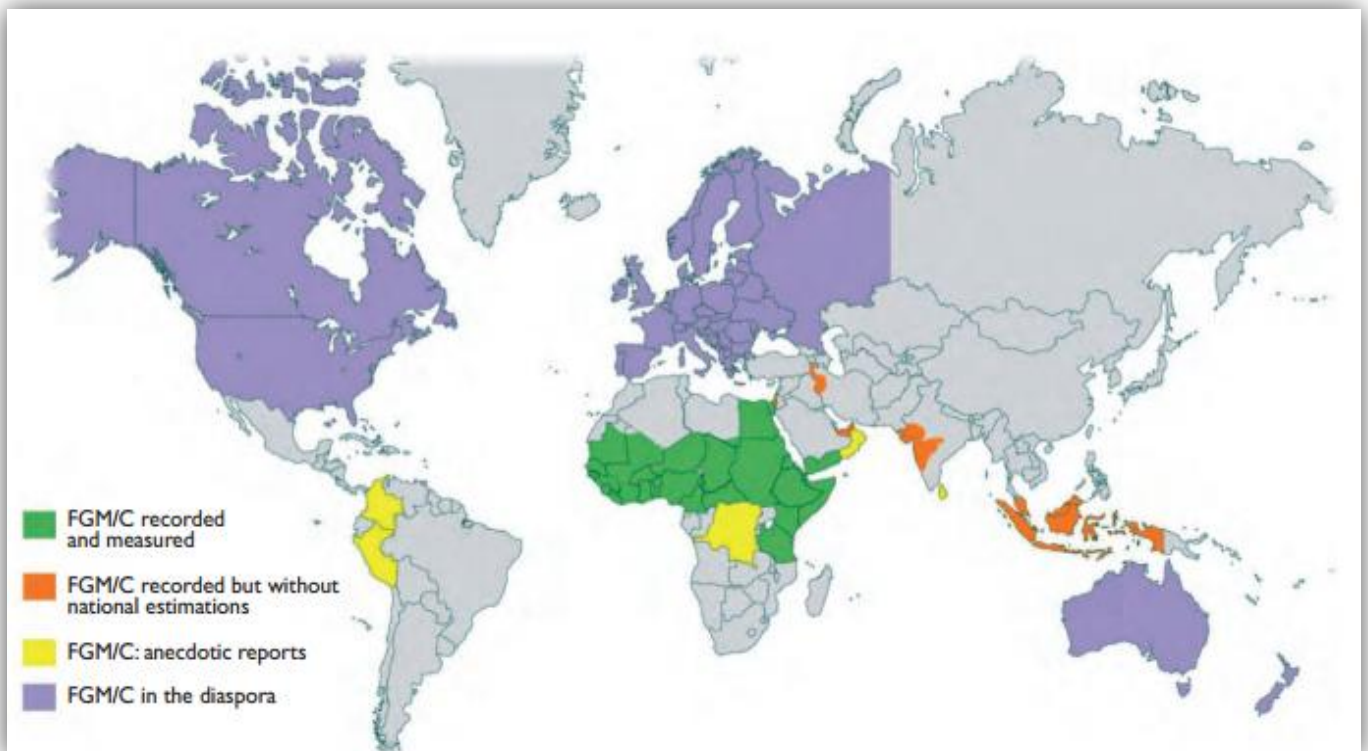 FGM/C recorded
and measured
FGM/C recorded but without
national estimations
FGM/C: anecdotic reports
FGM/C in the diaspora